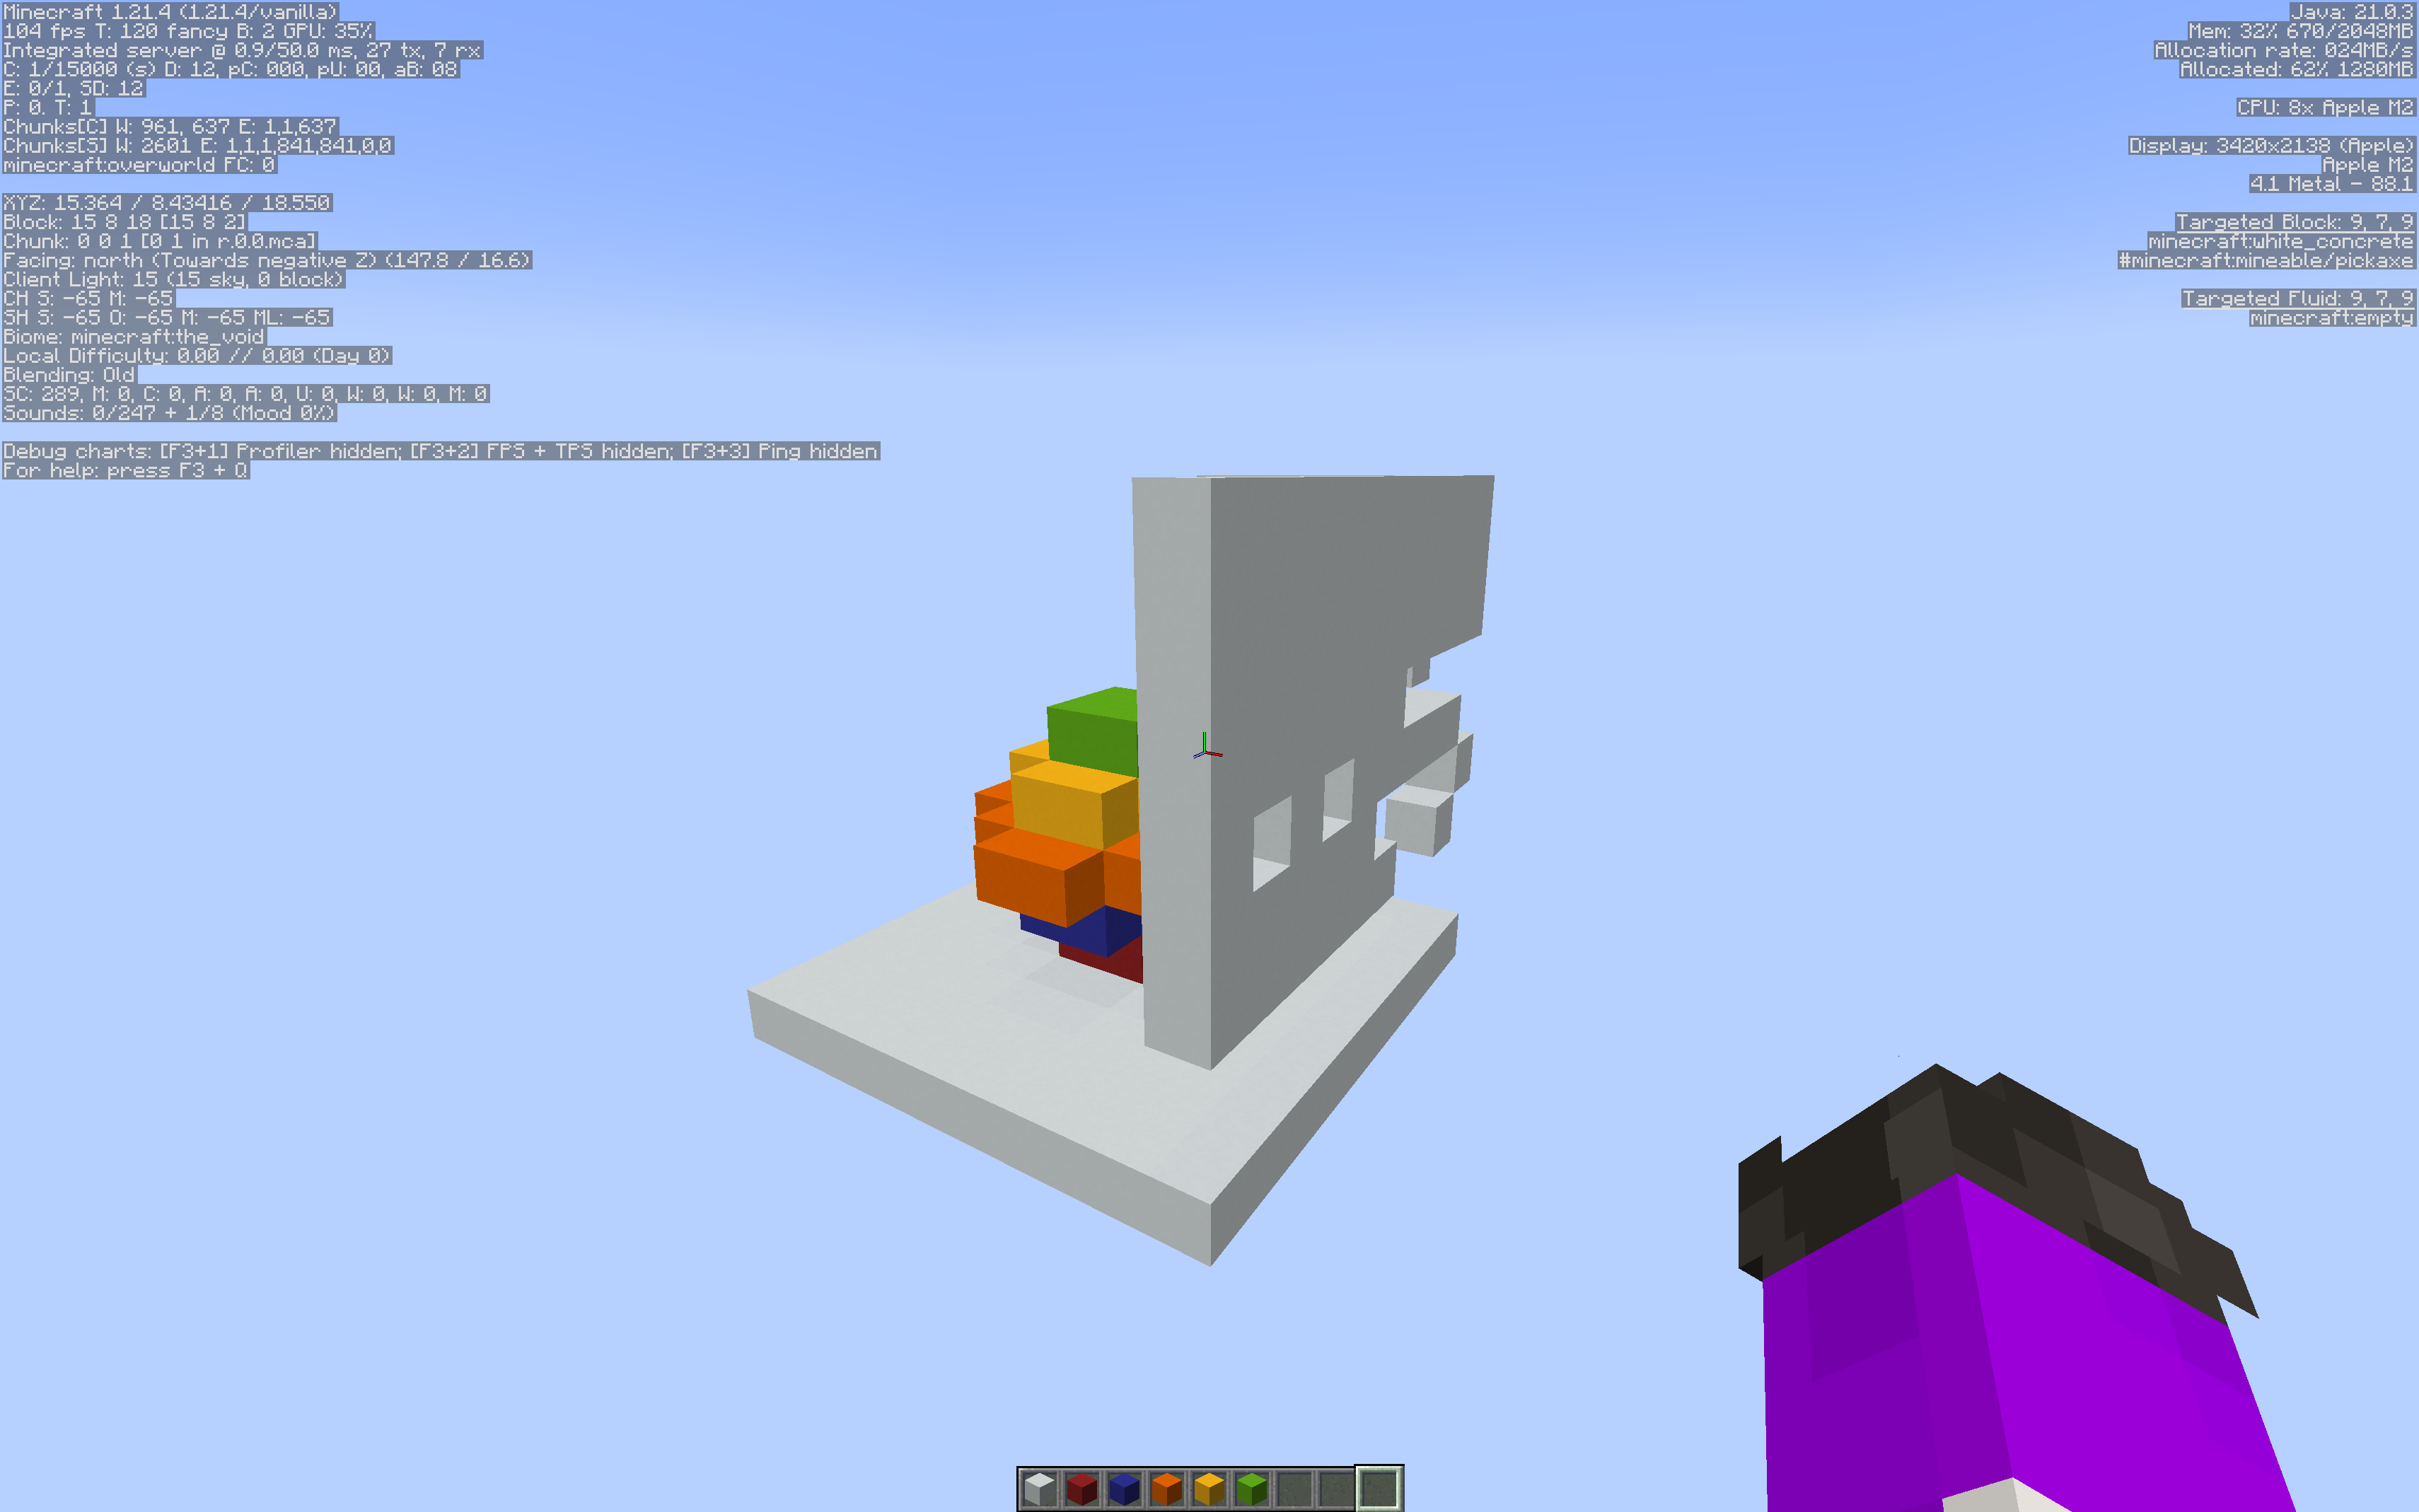 Minecraft 1.21.4 (1.21.4/vanilla)
104 fps T: 120 fancy B: 2 GPU: 35%
Integrated server @ 0.9/50.0 ms, 27 tx, 7 rx
C: 1/15000 (s) D: 12, pC: 000, pU: 00, aB: 08
E: 0/1, SD: 12
P: 0. T: 1
Chunks[C] W: 961, 637 E: 1,1,637
Chunks[S] W: 2601 E: 1,1,1,841,841,0,0
minecraft:overworld FC: 0
XYZ: 15.364 / 8.43416 / 18.550
Block: 15 8 18 [15 8 2]
Chunk: 0 0 1 [0 1 in r.0.0.mca]
Facing: north (Towards negative Z) (147.8 / 16.6)
Client Light: 15 (15 sky, 0 block)
CH S: -65 M: -65
SH S: -65 O: -65 M: -65 ML: -65
Biome: minecraft:the_void
Local Difficulty: 0.00 // 0.00 (Day 0)
Blending: Old
SC: 289, M: 0, C: 0, A: 0, A: 0, U: 0, W: 0, W: 0, M: 0
Sounds: 0/247 + 1/8 (Mood 0%)
Debug charts: [F3+1] Profiler hidden; [F3+2] FPS + TPS hidden; [F3+3] Ping hidden
For help: press F3 + Q
Java: 21.0.3
Mem: 32% 670/2048MB
Allocation rate: 024MB/s
Allocated: 62% 1280MB
CPU: 8x Apple M2
Display: 3420x2138 (Apple)
Apple M2
4.1 Metal - 88.1
Targeted Block: 9, 7, 9
minecraft:white_concrete
#minecraft:mineable/pickaxe
Targeted Fluid: 9, 7, 9
minecraft:empty